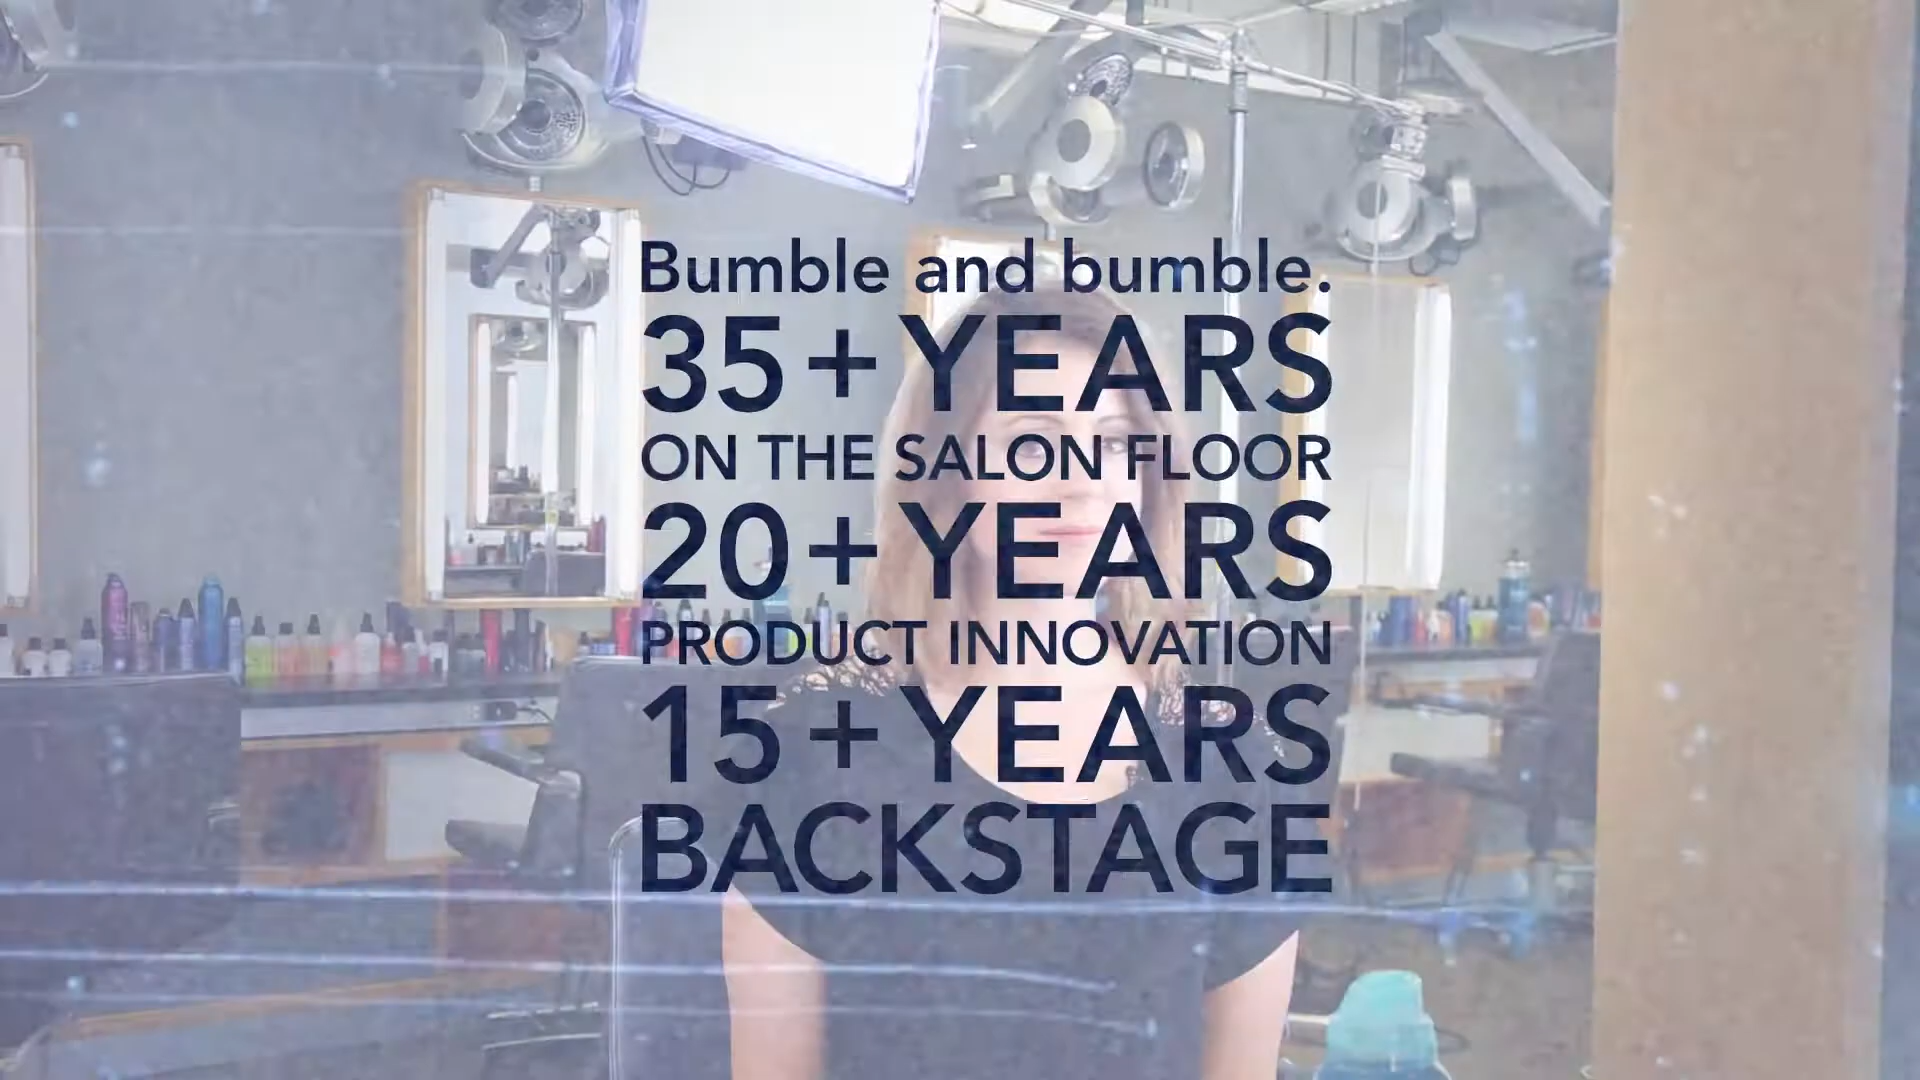 Bumble and bumble.
35+YEARS
ON THE SALON FLOOR
20+YEARS
PRODUCT INNOVATION
15+YEARS
BACKSTAGE